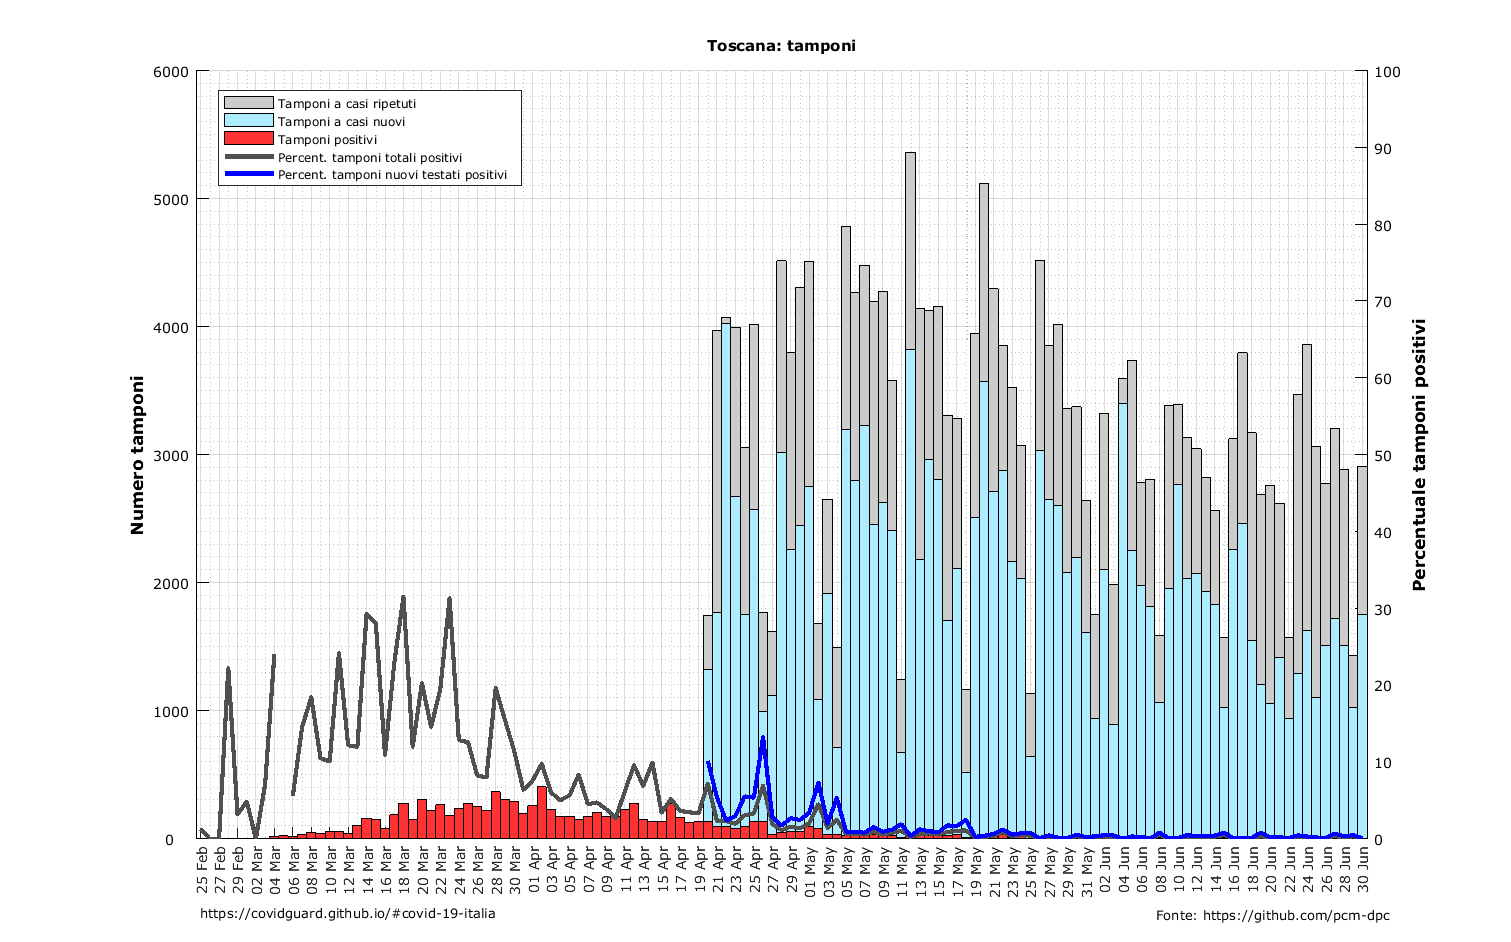 Toscana: tamponi
6000
5000
4000
3000
2000
1000
0
Numero tamponi
Tamponi a casi ripetuti
Tamponi a casi nuovi
Tamponi positivi
Percent. tamponi totali positivi
Percent. tamponi nuovi testati positivi
100
90
80
70
60
50
40
30
20
10
0
Percentuale tamponi positivi
25 Feb
27 Feb
29 Feb
02 Mar
04 Mar
06 Mar
08 Mar
10 Mar
12 Mar
14 Mar
16 Mar
18 Mar
20 Mar
22 Mar
24 Mar
26 Mar
28 Mar
30 Mar
01 Apr
03 Apr
05 Apr
07 Apr
09 Apr
11 Apr
13 Apr
15 Apr
17 Apr
19 Apr
21 Apr
23 Apr
25 Apr
27 Apr
29 Apr
01 May
03 May
05 May
07 May
09 May
11 May
13 May
15 May
17 May
19 May
21 May
23 May
25 May
27 May
29 May
31 May
02 Jun
04 Jun
06 Jun
08 Jun
10 Jun
12 Jun
14 Jun
16 Jun
18 Jun
20 Jun
22 Jun
24 Jun
26 Jun
28 Jun
30 Jun
https://covidguard.github.io/#covid-19-italia
Fonte: https://github.com/pcm-dpc